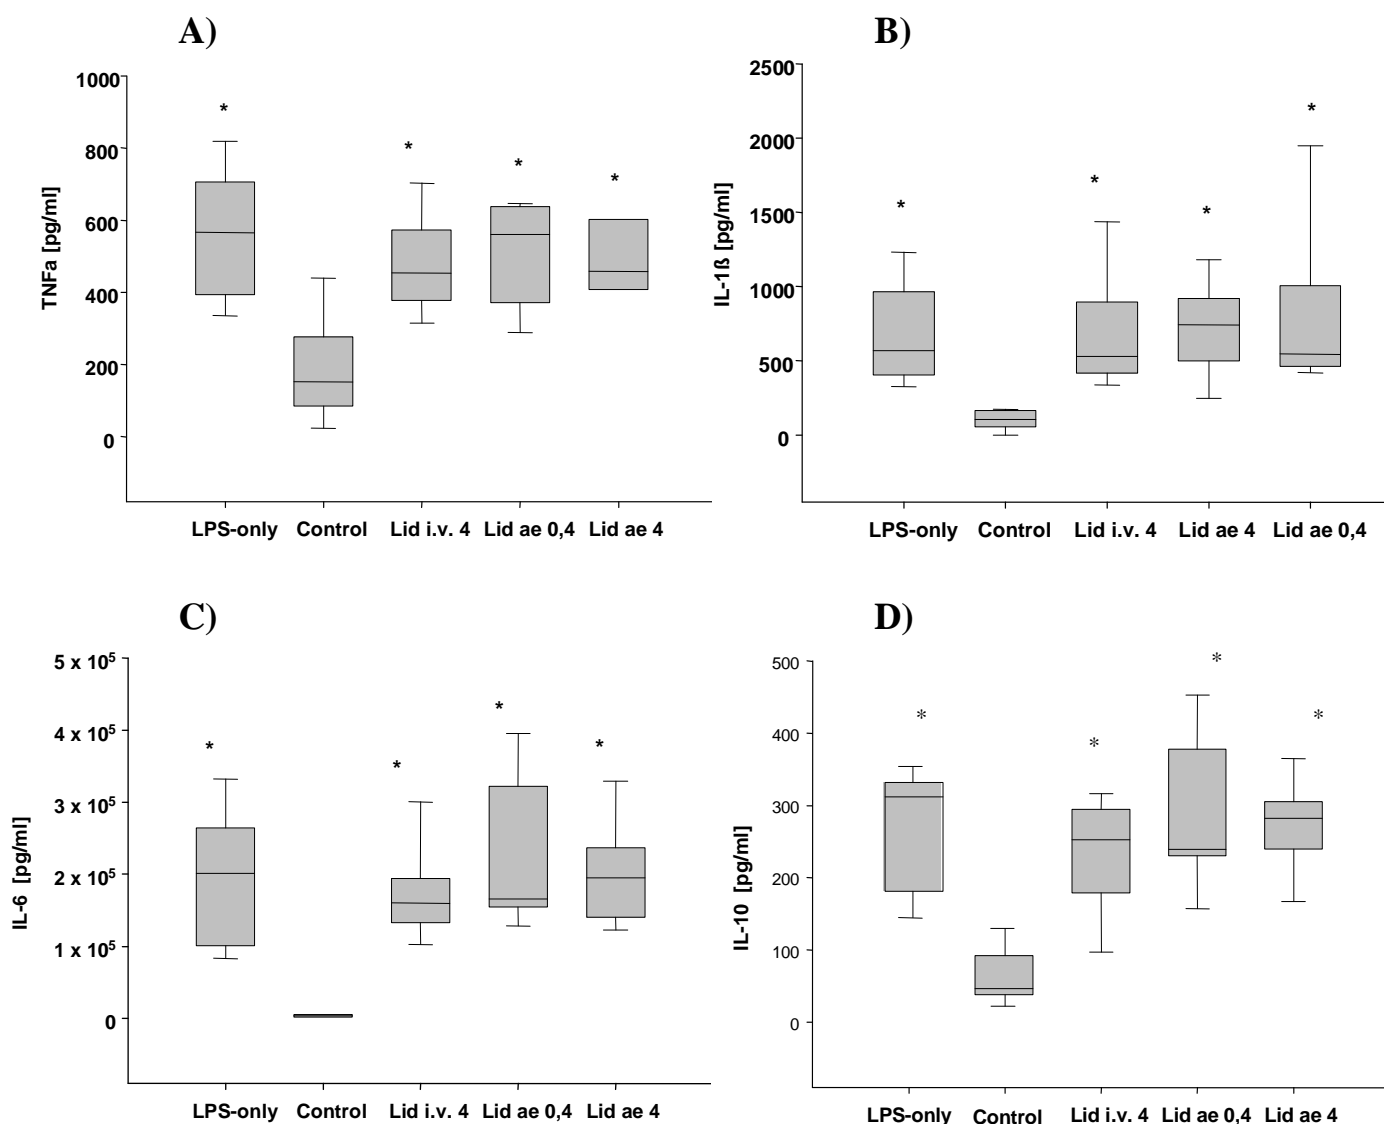 A)
1000
800
600
400
200
0
TNFa [pg/ml]
*
*
*
*
LPS-only Control Lid i.v. 4 Lid ae 0,4 Lid ae 4
B)
2500
2000
1500
1000
500
0
IL-1ß [pg/ml]
*
*
*
*
LPS-only Control Lid i.v. 4 Lid ae 4 Lid ae 0,4
C)
5 x 10⁵
4 x 10⁵
3 x 10⁵
2 x 10⁵
1 x 10⁵
0
IL-6 [pg/ml]
*
*
*
*
LPS-only Control Lid i.v. 4 Lid ae 0,4 Lid ae 4
D)
500
400
300
200
100
0
IL-10 [pg/ml]
*
*
*
*
LPS-only Control Lid i.v. 4 Lid ae 0,4 Lid ae 4